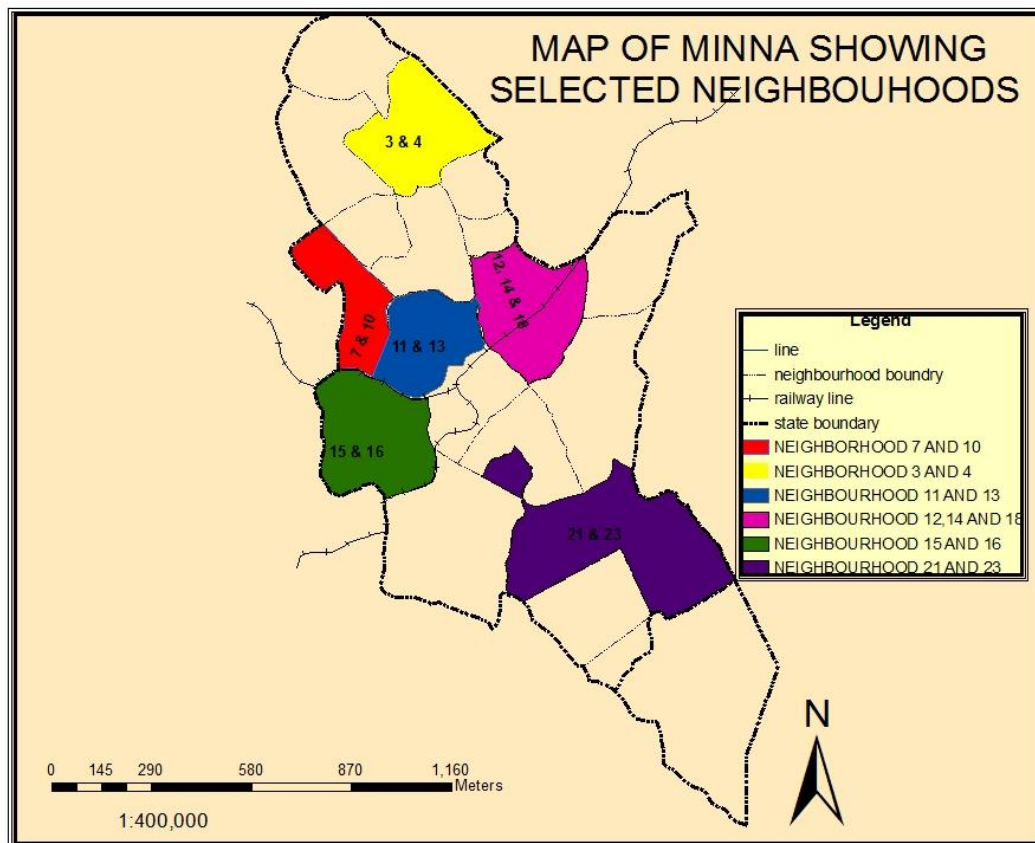 MAP OF MINNA SHOWING
SELECTED NEIGHBOUHOODS
3 & 4
12, 14 & 18
7 & 10
11 & 13
15 & 16
21 & 23
Legend
line
neighbourhood boundry
railway line
state boundary
NEIGHBORHOOD 7 AND 10
NEIGHBORHOOD 3 AND 4
NEIGHBOURHOOD 11 AND 13
NEIGHBOURHOOD 12,14 AND 18
NEIGHBOURHOOD 15 AND 16
NEIGHBOURHOOD 21 AND 23
N
0 145 290 580 870 1,160
Meters
1:400,000